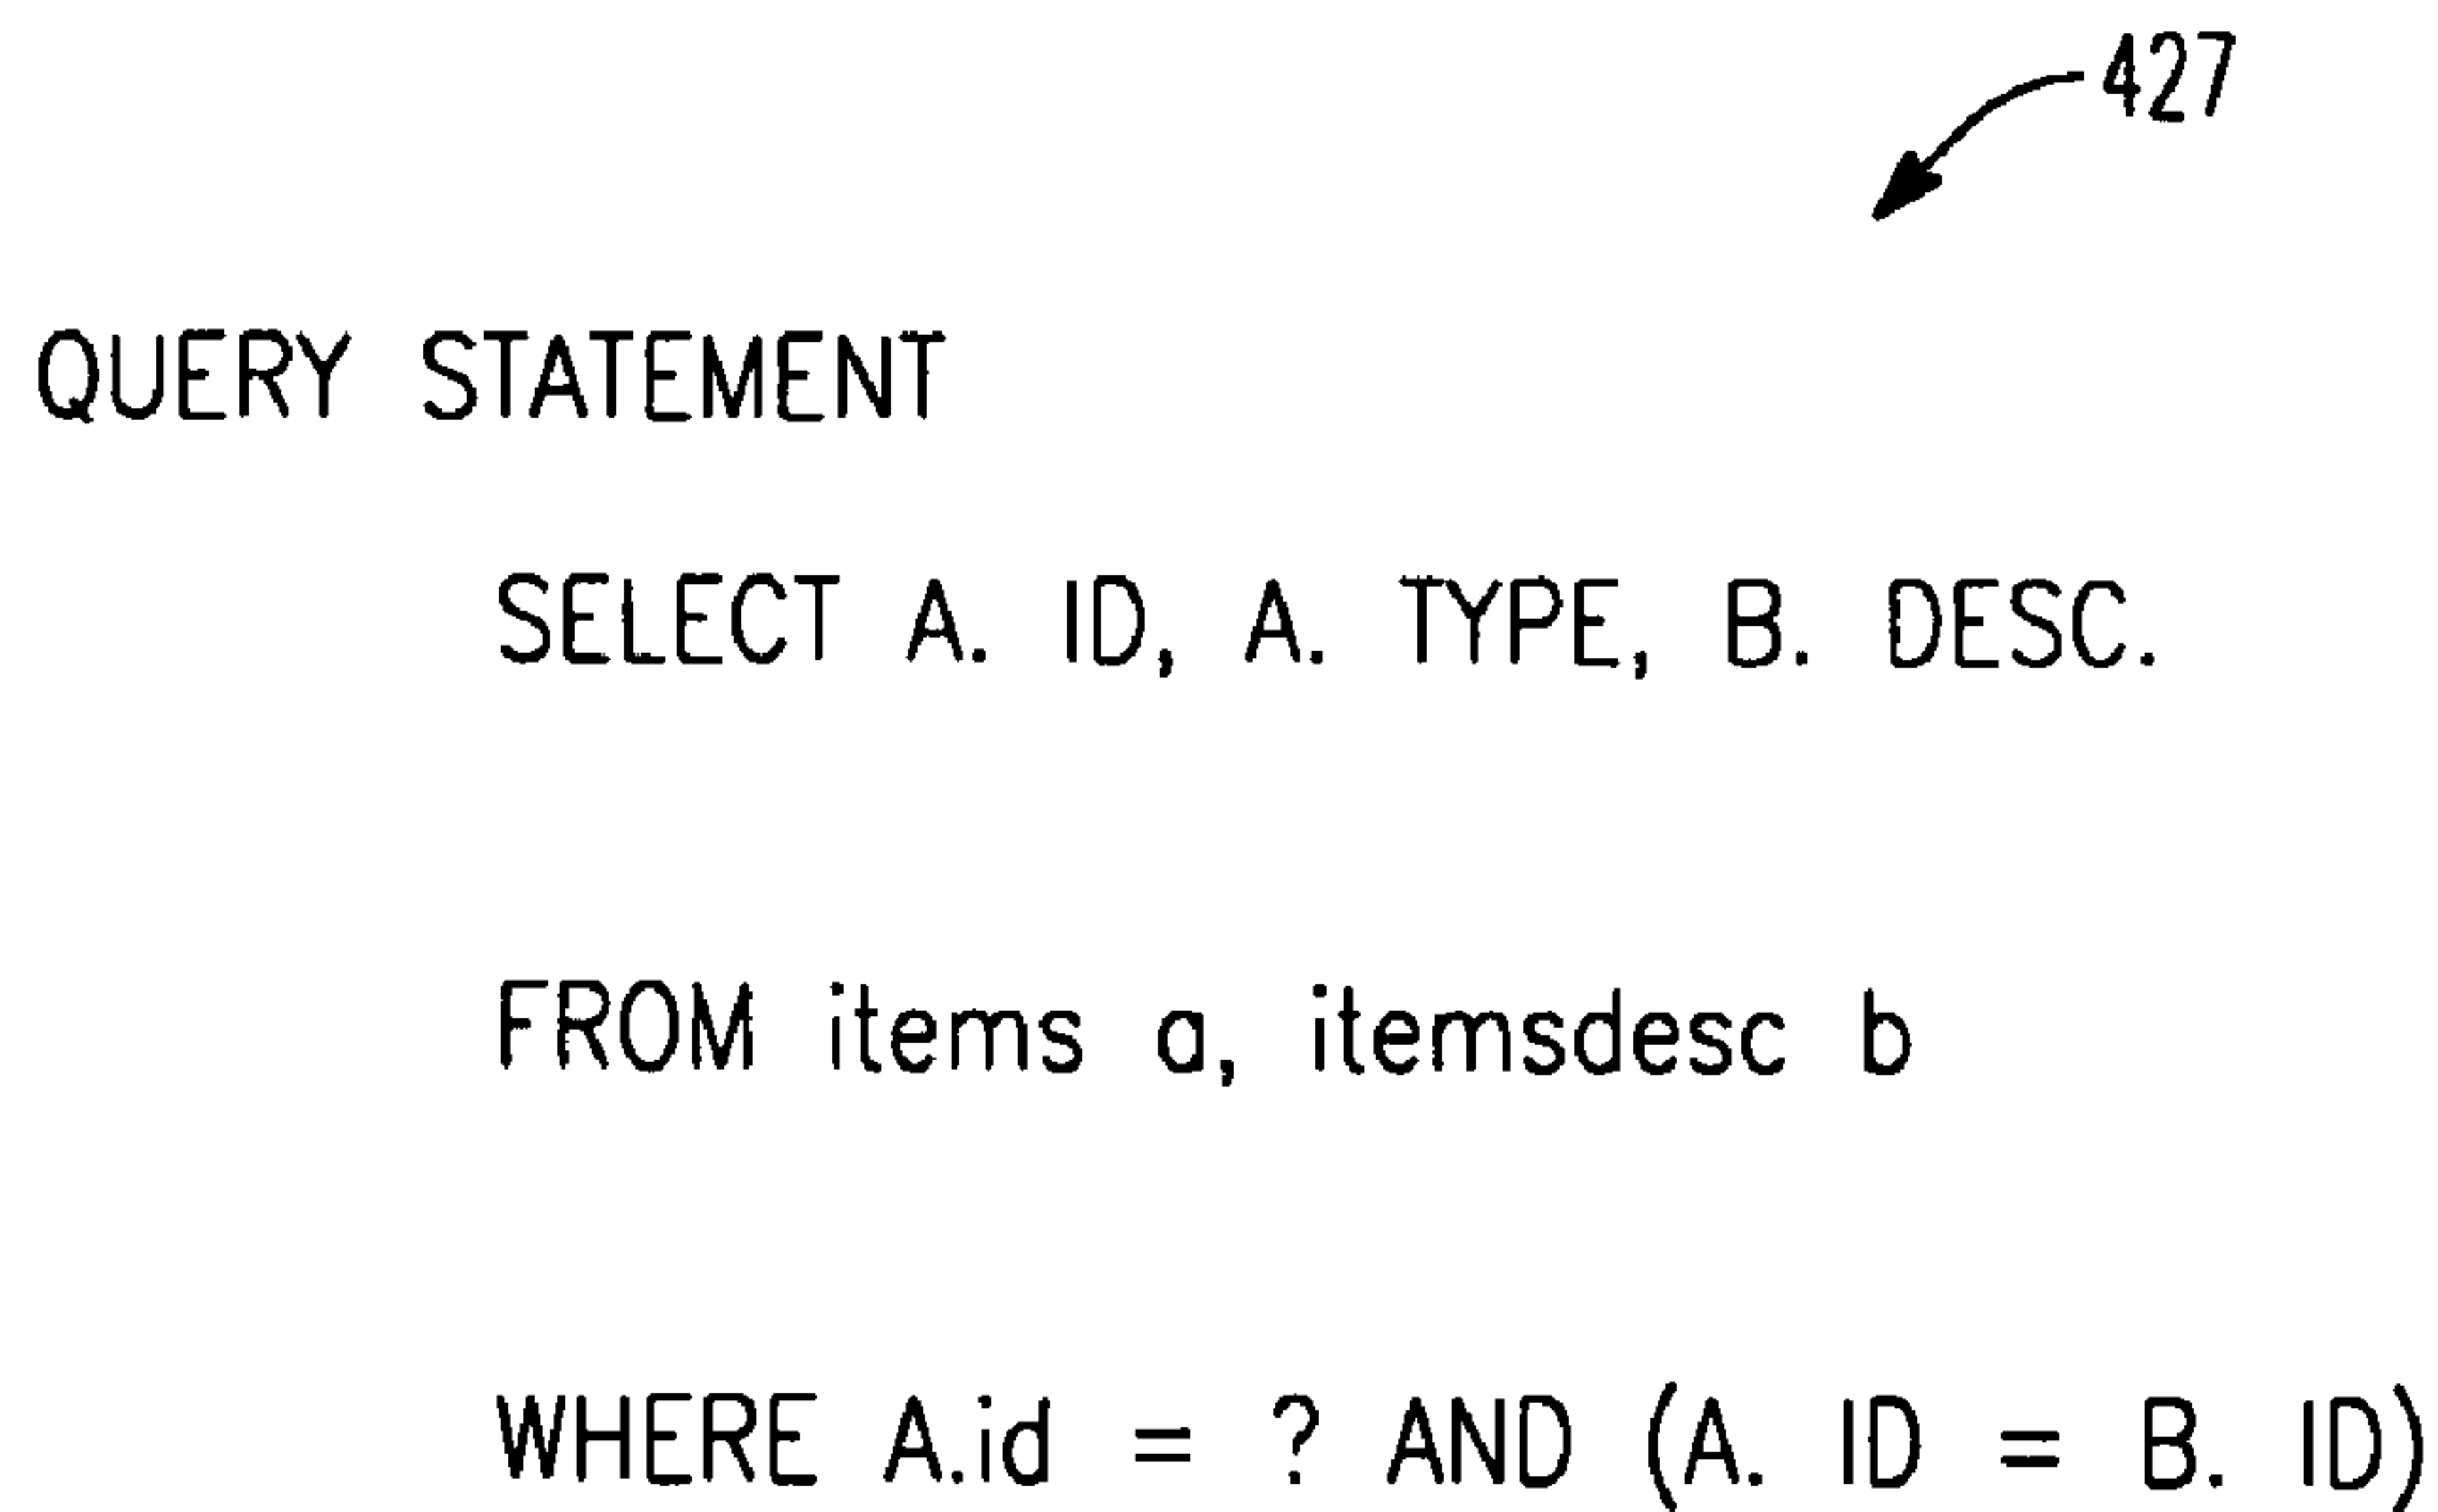 427
QUERY STATEMENT
SELECT A. ID, A. TYPE, B. DESC.
FROM items a, itemsdesc b
WHERE A.id = ? AND (A. ID = B. ID)